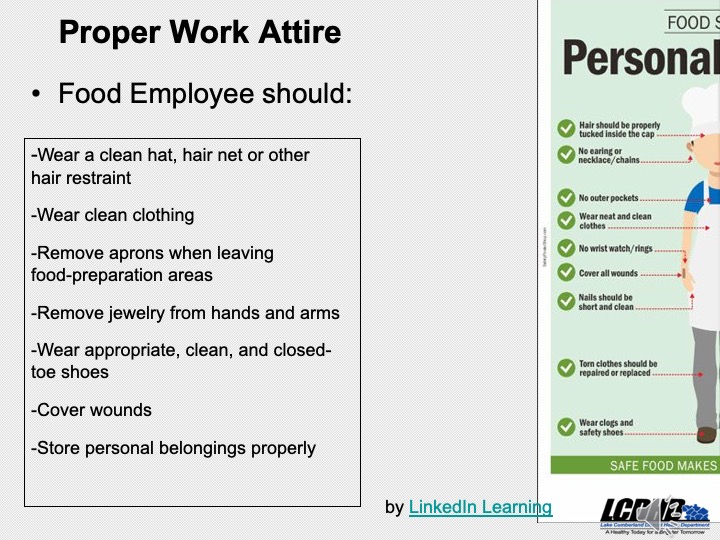 Proper Work Attire
• Food Employee should:
-Wear a clean hat, hair net or other
hair restraint
-Wear clean clothing
-Remove aprons when leaving
food-preparation areas
-Remove jewelry from hands and arms
-Wear appropriate, clean, and closed-
toe shoes
-Cover wounds
-Store personal belongings properly
by LinkedIn Learning
FOOD S
Personal
Hair should be properly
tucked inside the cap
No earing or
necklace/chains
No outer pockets
Wear neat and clean
clothes
No wrist watch/rings
Cover all wounds
Nails should be
short and clean
Torn clothes should be
repaired or replaced
Wear clogs and
safety shoes
SAFE FOOD MAKES
Lake Cumberland District Health Department
A Healthy Today for a Brighter Tomorrow